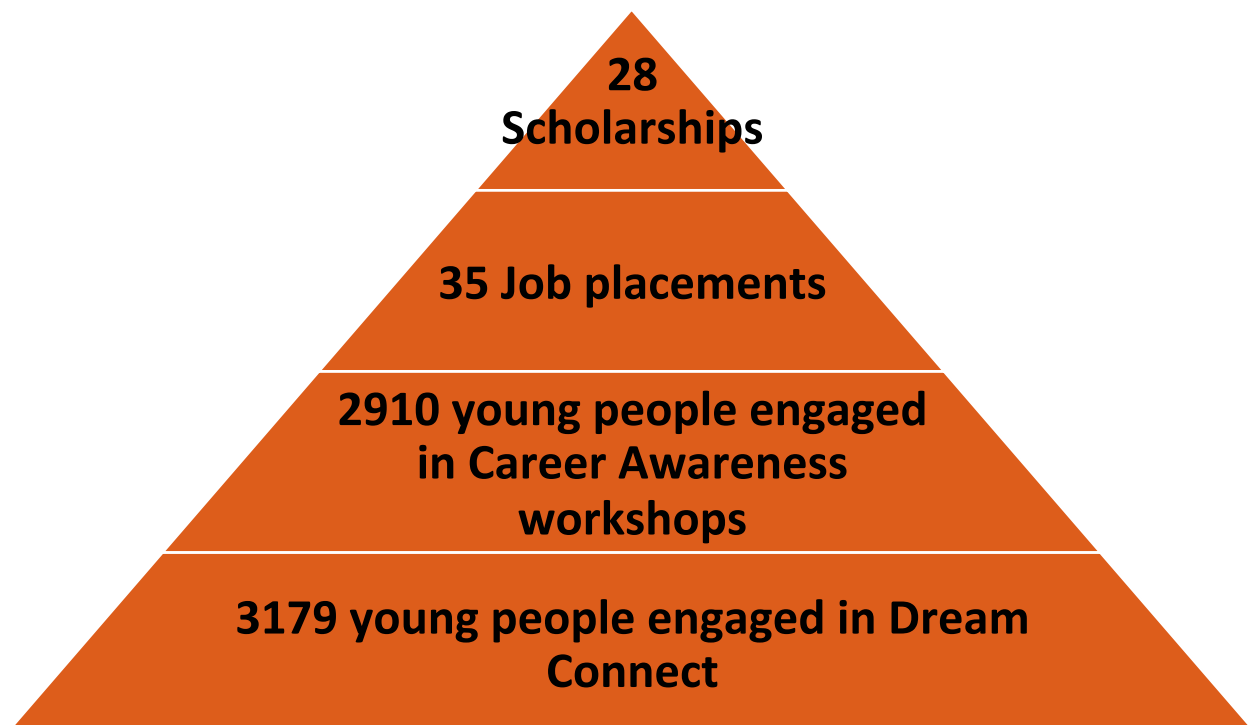 28
Scholarships
35 Job placements
2910 young people engaged
in Career Awareness
workshops
3179 young people engaged in Dream
Connect